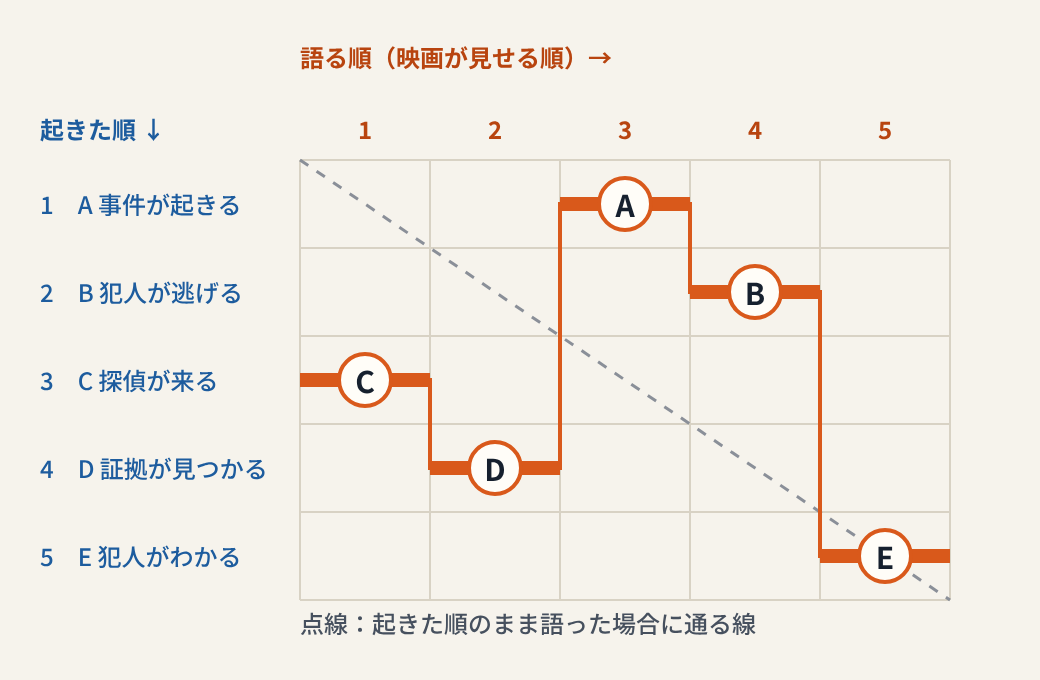 語る順（映画が見せる順）→
起きた順 ↓ 1 2 3 4 5
1 A 事件が起きる A
2 B 犯人が逃げる B
3 C 探偵が来る C
4 D 証拠が見つかる D
5 E 犯人がわかる E
点線：起きた順のまま語った場合に通る線